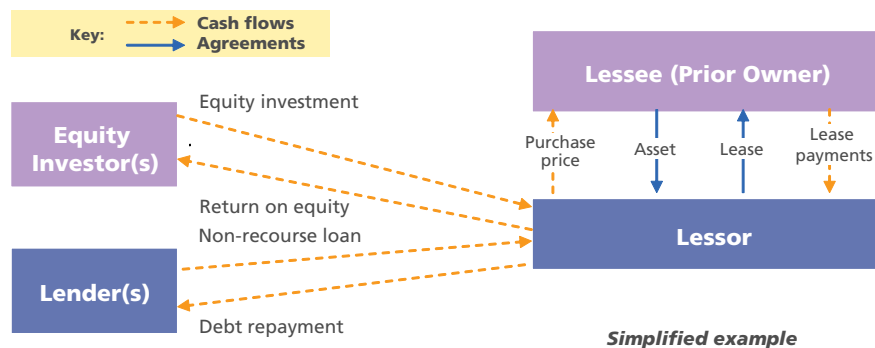 Key:
Cash flows
Agreements
Lessee (Prior Owner)
Equity investment
Equity
Investor(s)
Purchase
price
Asset
Lease
Lease
payments
Return on equity
Non-recourse loan
Lessor
Lender(s)
Debt repayment
Simplified example